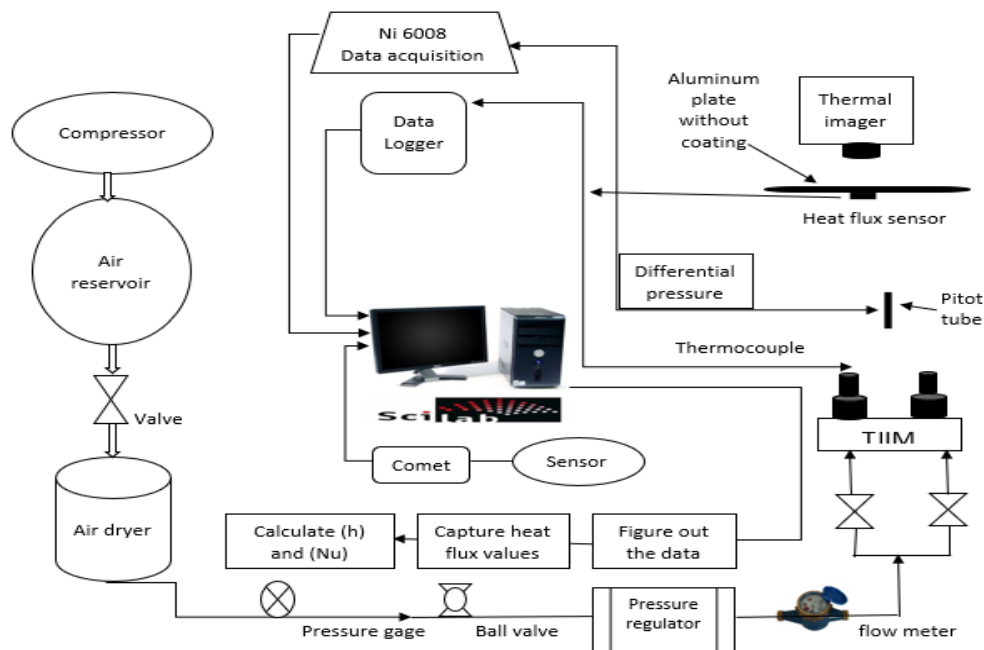 Ni 6008
Data acquisition
Aluminum
plate
without
coating
Thermal
imager
Compressor
Data
Logger
Heat flux sensor
Air
reservoir
Differential
pressure
Pitot
tube
Thermocouple
Valve
Scilab
TIIM
Comet
Sensor
Air dryer
Calculate (h)
and (Nu)
Capture heat
flux values
Figure out
the data
Pressure gage
Ball valve
Pressure
regulator
flow meter